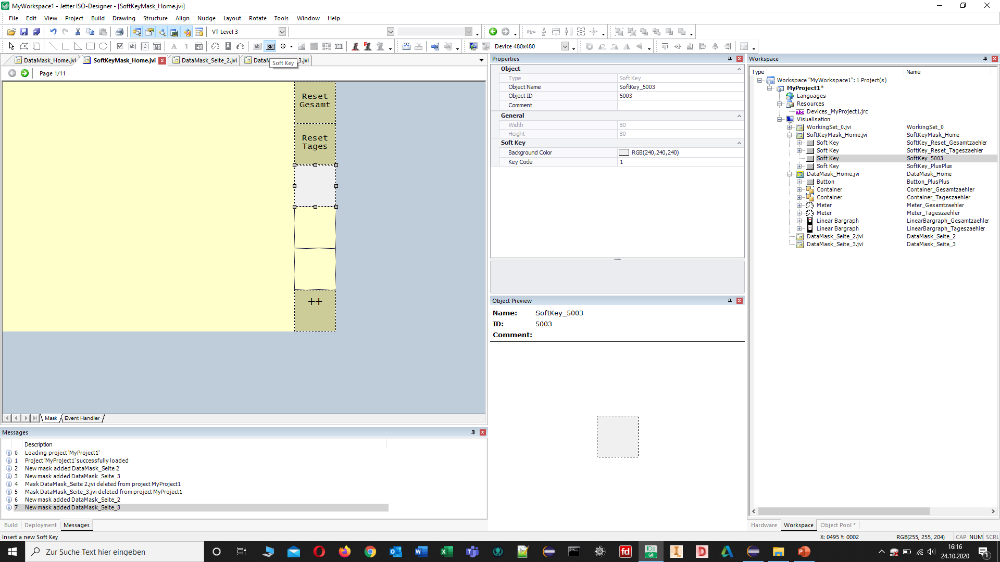 MyWorkspace1 - Jetter ISO-Designer - [SoftKeyMask_Home.jvi]
File Edit View Project Build Drawing Structure Align Nudge Layout Rotate Tools Window Help
VT Level 3
Device 480x480
DataMask_Home.jvi SoftKeyMask_Home.jvi DataMask_Seite_2.jvi DataM _3.jvi
Soft Key
Page 1/11
Reset
Gesamt
Reset
Tages
++
Mask Event Handler
Messages
Description
0 Loading project 'MyProject1'
1 Project 'MyProject1' successfully loaded
2 New mask added DataMask_Seite 2
3 New mask added DataMask_Seite_3
4 Mask DataMask_Seite 2.jvi deleted from project MyProject1
5 Mask DataMask_Seite_3.jvi deleted from project MyProject1
6 New mask added DataMask_Seite_2
7 New mask added DataMask_Seite_3
Build Deployment Messages
Insert a new Soft Key
Properties
Object
Type Soft Key
Object Name SoftKey_5003
Object ID 5003
Comment
General
Width 80
Height 80
Soft Key
Background Color RGB(240,240,240)
Key Code 1
Object Preview
Name: SoftKey_5003
ID: 5003
Comment:
Workspace
Type Name
Workspace "MyWorkspace1": 1 Project(s)
MyProject1*
Languages
Resources
abc Devices_MyProject1.jrc
Visualisation
WorkingSet_0.jvi WorkingSet_0
SoftKeyMask_Home.jvi SoftKeyMask_Home
Soft Key SoftKey_Reset_Gesamtzaehler
Soft Key SoftKey_Reset_Tageszaehler
Soft Key SoftKey_5003
Soft Key SoftKey_PlusPlus
DataMask_Home.jvi DataMask_Home
Button Button_PlusPlus
Container Container_Gesamtzaehler
Container Container_Tageszaehler
Meter Meter_Gesamtzaehler
Meter Meter_Tageszaehler
Linear Bargraph LinearBargraph_Gesamtzaehler
Linear Bargraph LinearBargraph_Tageszaehler
DataMask_Seite_2.jvi DataMask_Seite_2
DataMask_Seite_3.jvi DataMask_Seite_3
Hardware Workspace Object Pool *
X: 0495 Y: 0002 RGB(255, 255, 204) CAP NUM SCRL
Zur Suche Text hier eingeben
16:16
24.10.2020